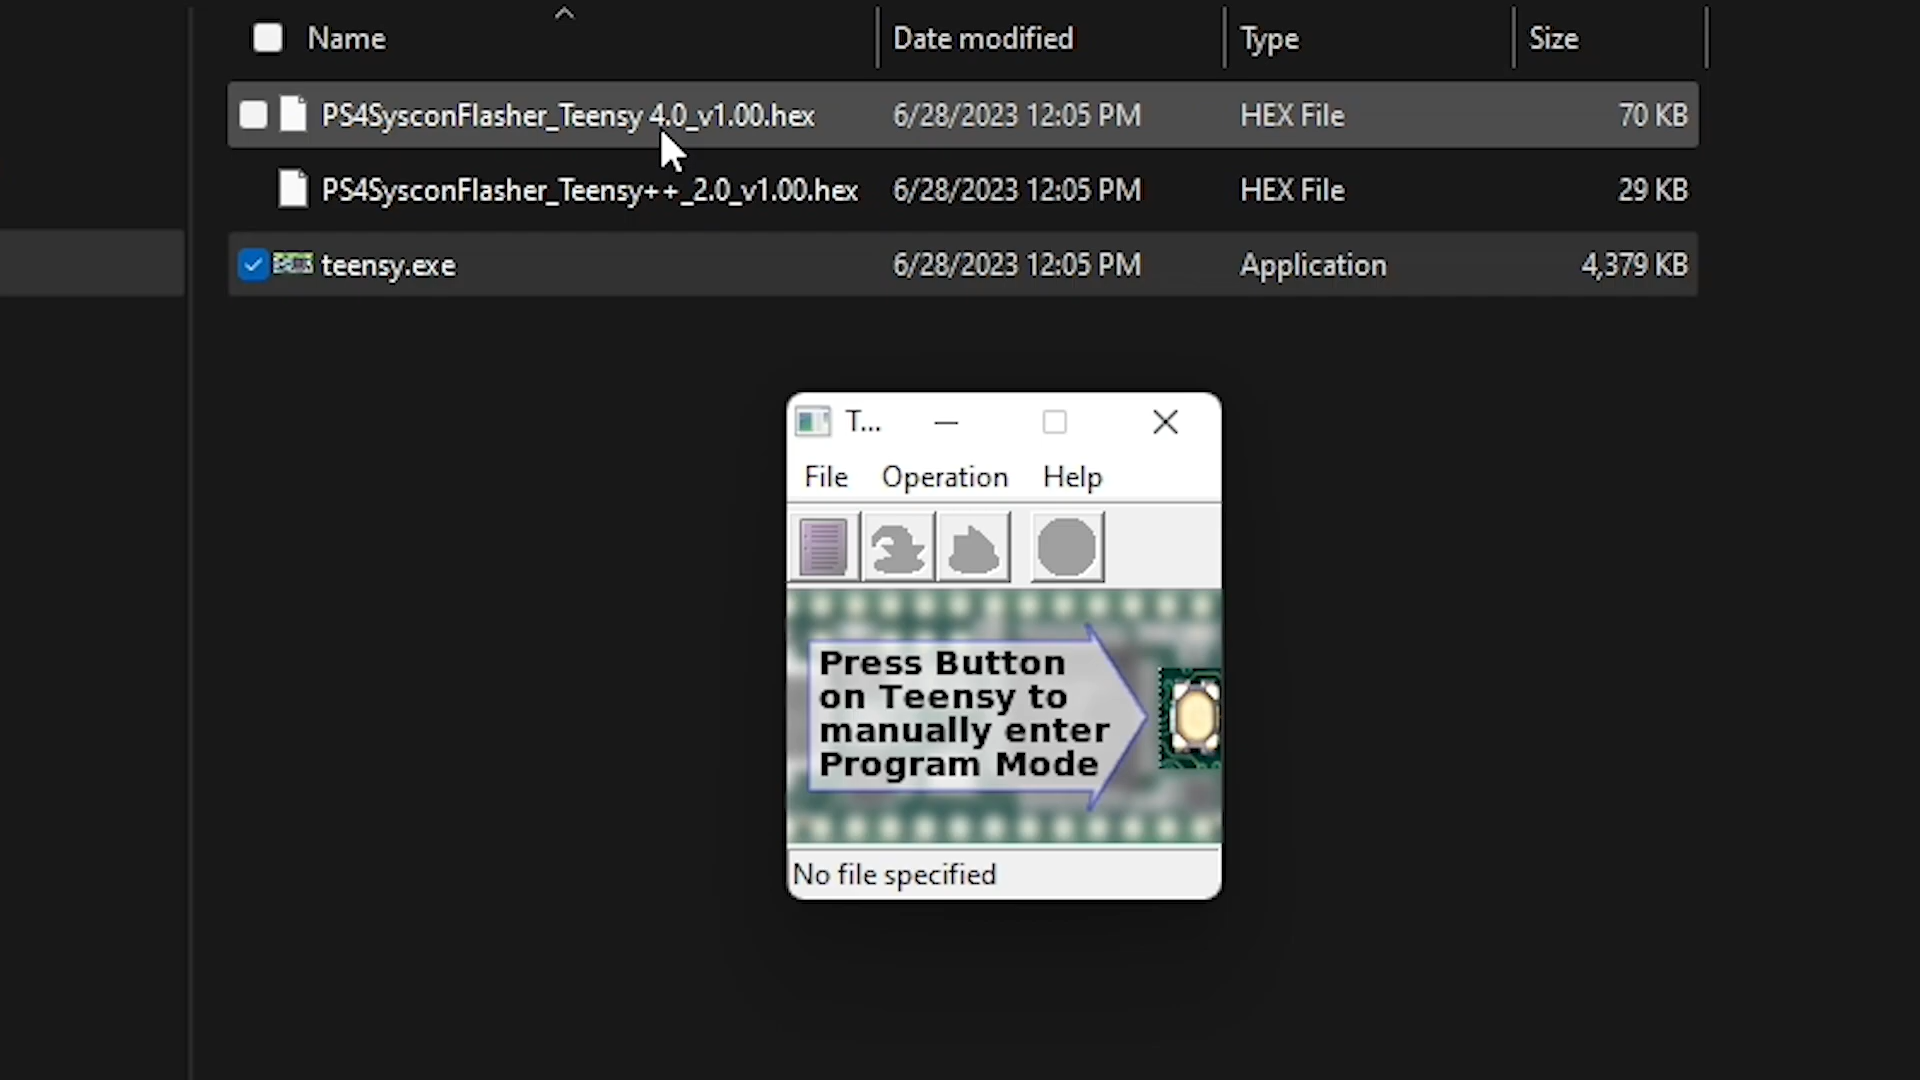 Name Date modified Type Size
PS4SysconFlasher_Teensy 4.0_v1.00.hex 6/28/2023 12:05 PM HEX File 70 KB
PS4SysconFlasher_Teensy++_2.0_v1.00.hex 6/28/2023 12:05 PM HEX File 29 KB
teensy.exe 6/28/2023 12:05 PM Application 4,379 KB
T...
File Operation Help
Press Button
on Teensy to
manually enter
Program Mode
No file specified